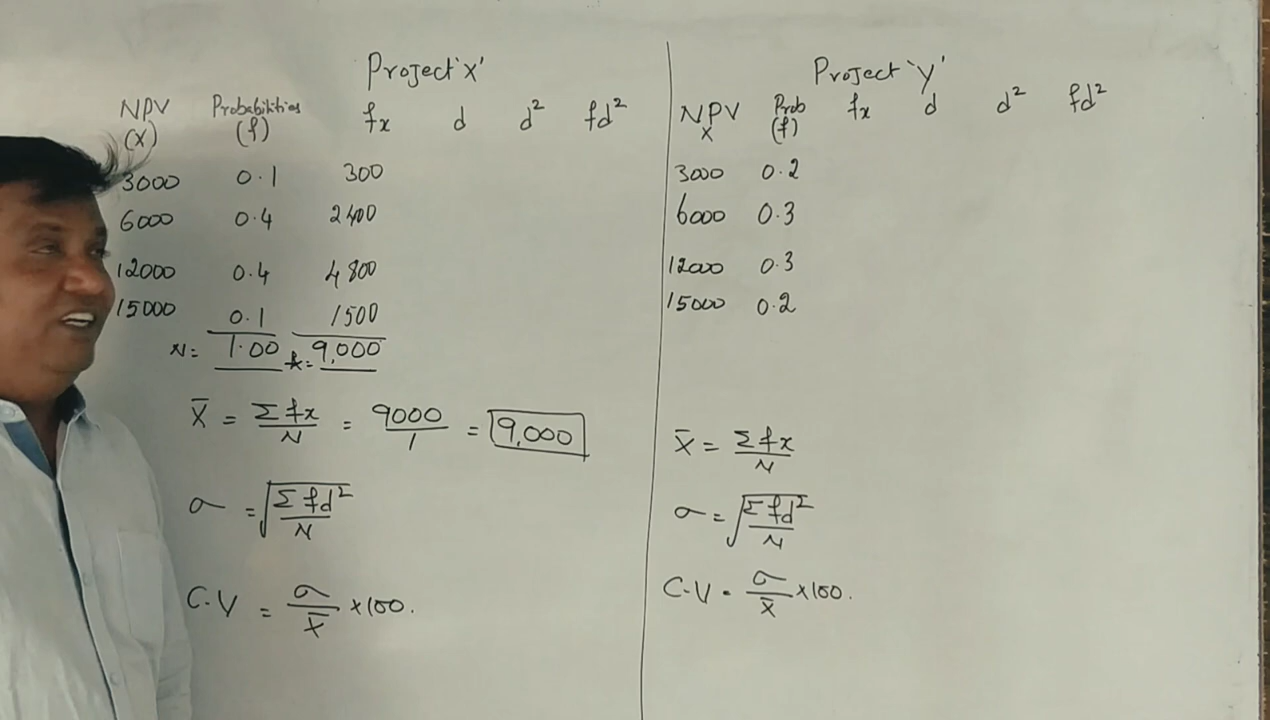 Project 'X'
NPV Probabilities fx d d² fd²
(X) (f)
3000 0.1 300
6000 0.4 2400
12000 0.4 4800
15000 0.1 1500
N = 1.00 = 9,000
X̄ = Σfx/N = 9000/1 = 9,000
σ = √(Σfd²/N)
C.V = σ/X̄ ×100.
Project 'Y'
NPV Prob fx d d² fd²
X (f)
3000 0.2
6000 0.3
12000 0.3
15000 0.2
X̄ = Σfx/N
σ = √(Σfd²/N)
C.V = σ/X̄ ×100.